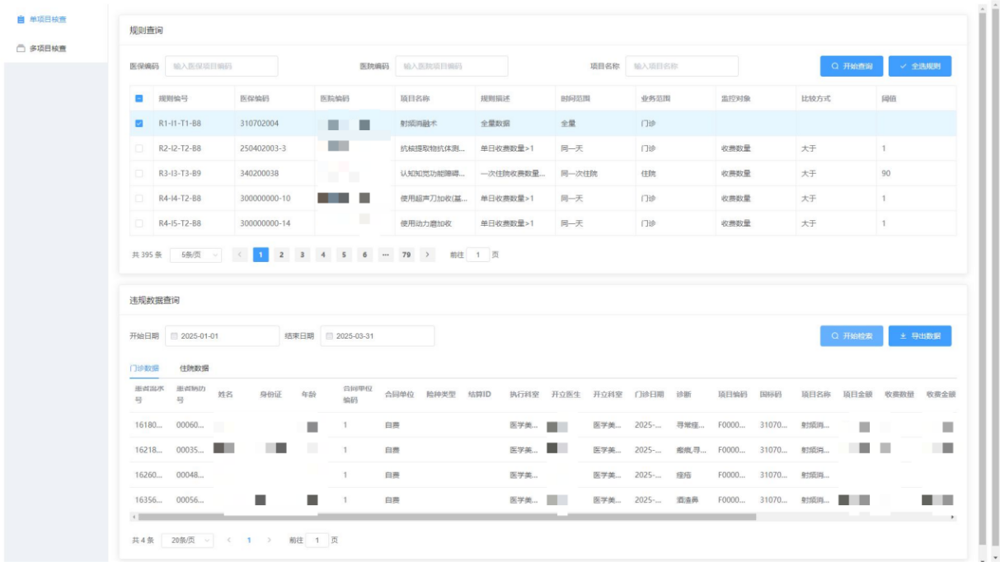 单项目核查
多项目核查
规则查询
医保编码 输入医保项目编码 医院编码 输入医院项目编码 项目名称 输入项目名称 开始查询 全选规则
规则编号 医保编码 医院编码 项目名称 规则描述 时间范围 业务范围 监控对象 比较方式 阈值
R1-I1-T1-B8 310702004 射频消融术 全量数据 全量 门诊
R2-I2-T2-B8 250402003-3 抗核提取物抗体测... 单日收费数量>1 同一天 门诊 收费数量 大于 1
R3-I3-T3-B9 340200038 认知知觉功能障碍... 一次住院收费数量... 同一次住院 住院 收费数量 大于 90
R4-I4-T2-B8 300000000-10 使用超声刀加收(基... 单日收费数量>1 同一天 门诊 收费数量 大于 1
R4-I5-T2-B8 300000000-14 使用动力磨加收 单日收费数量>1 同一天 门诊 收费数量 大于 1
共 395 条 5条/页 < 1 2 3 4 5 6 ··· 79 > 前往 1 页
违规数据查询
开始日期 2025-01-01 结束日期 2025-03-31 开始检索 导出数据
门诊数据 住院数据
患者流水号 患者病历号 姓名 身份证 年龄 合同单位编码 合同单位 险种类型 结算ID 执行科室 开立医生 开立科室 门诊日期 诊断 项目编码 国标码 项目名称 项目金额 收费数量 收费金额
16180... 00060... 1 自费 医学美... 医学美... 2025-... 寻常痤... F0000... 31070... 射频消...
16218... 00035... 1 自费 医学美... 医学美... 2025-... 瘢痕,寻... F0000... 31070... 射频消...
16260... 00048... 1 自费 医学美... 医学美... 2025-... 痤疮 F0000... 31070... 射频消...
16356... 00056... 1 自费 医学美... 医学美... 2025-... 酒渣鼻 F0000... 31070... 射频消...
共 4 条 20条/页 < 1 > 前往 1 页